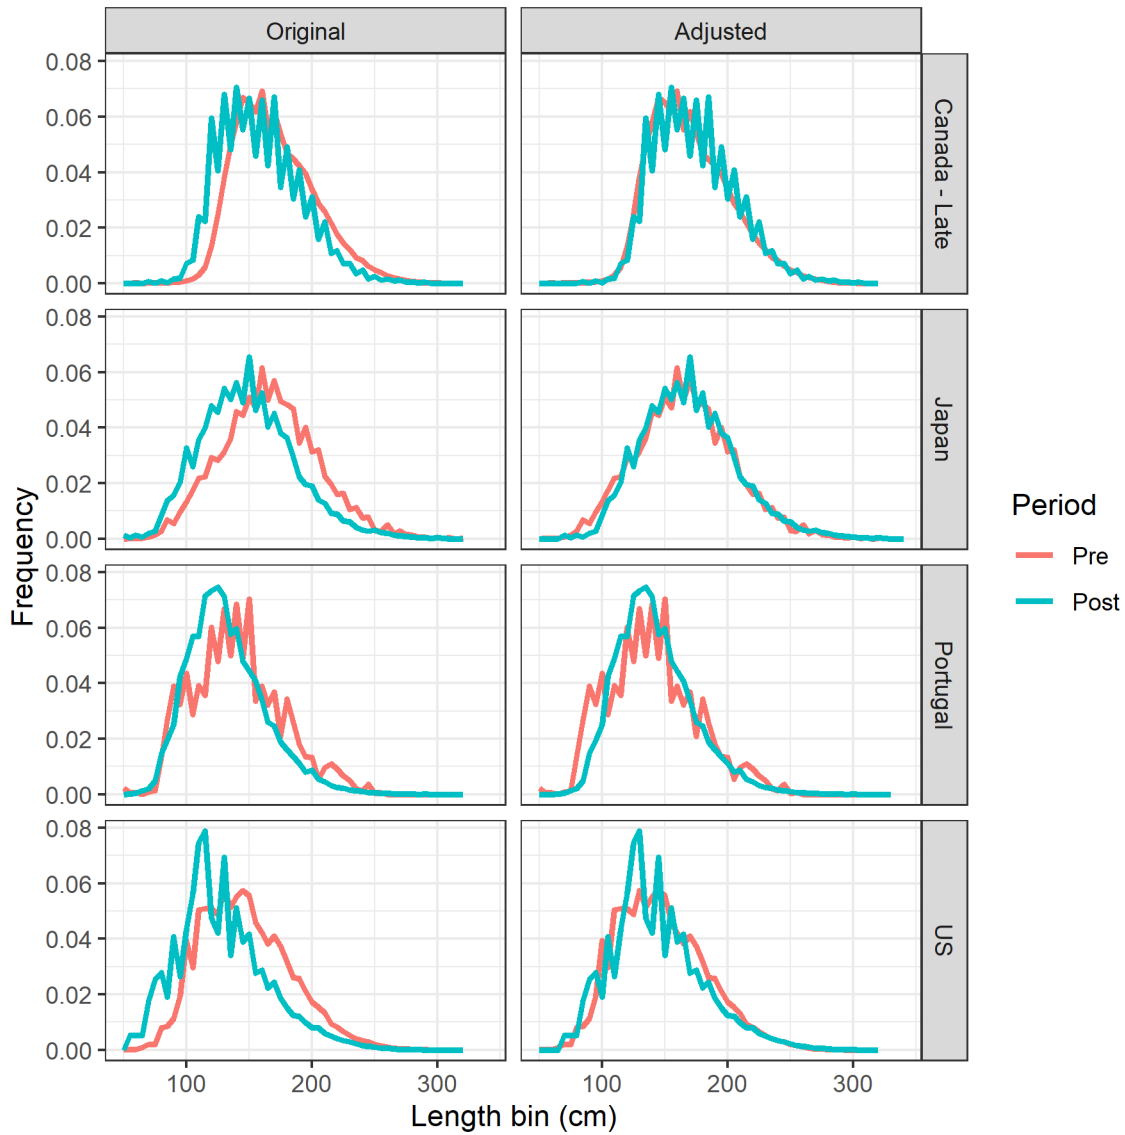 Original Adjusted
0.08
0.06
0.04
0.02
0.00
Canada - Late
0.08
0.06
0.04
0.02
0.00
Japan
0.08
0.06
0.04
0.02
0.00
Portugal
0.08
0.06
0.04
0.02
0.00
US
100 200 300 100 200 300
Length bin (cm)
Frequency
Period
Pre
Post